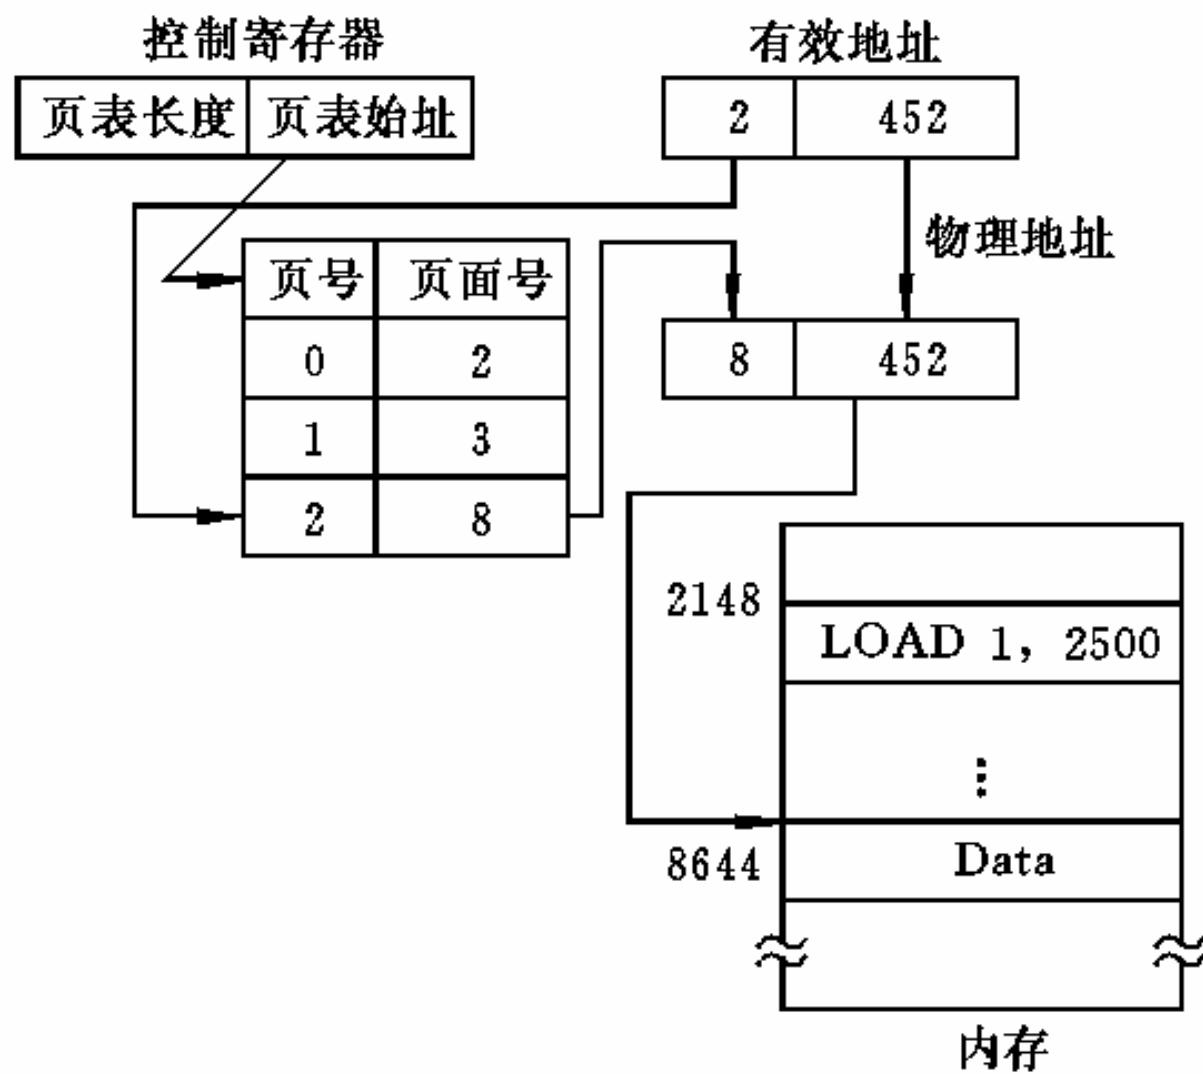 控制寄存器
有效地址
页表长度 页表始址
2 452
物理地址
页号 页面号
0 2
8 452
1 3
2 8
2148
LOAD 1, 2500
⋮
8644
Data
内存